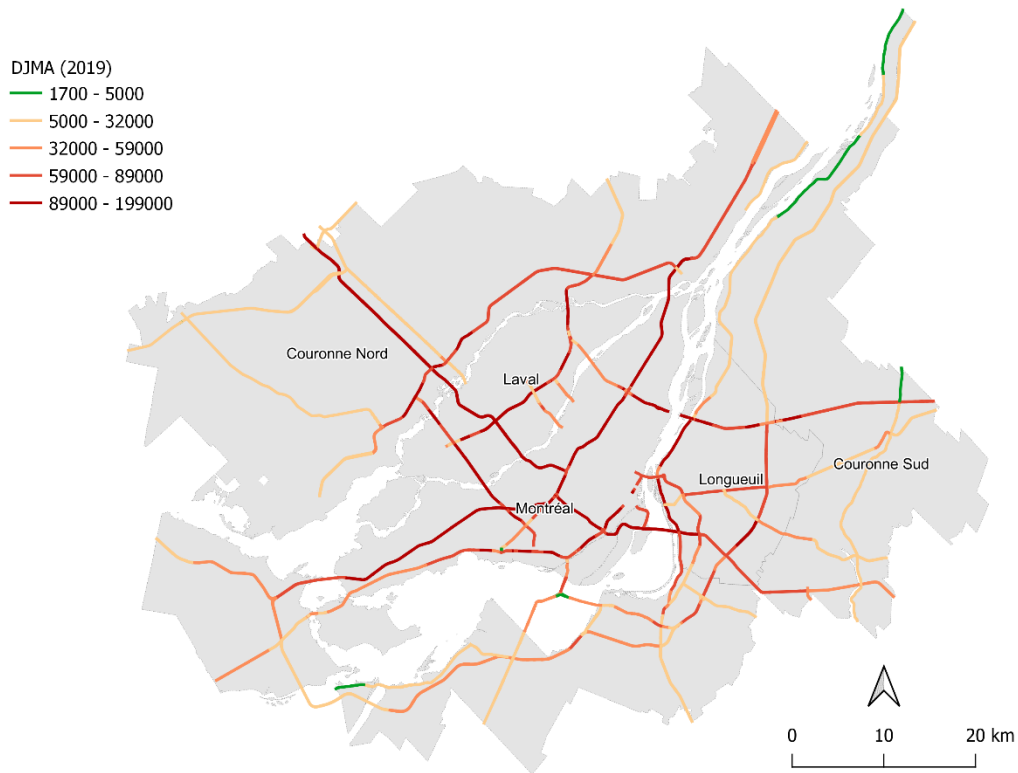 DJMA (2019)
1700 - 5000
5000 - 32000
32000 - 59000
59000 - 89000
89000 - 199000
Couronne Nord
Laval
Couronne Sud
Longueuil
Montréal
0 10 20 km